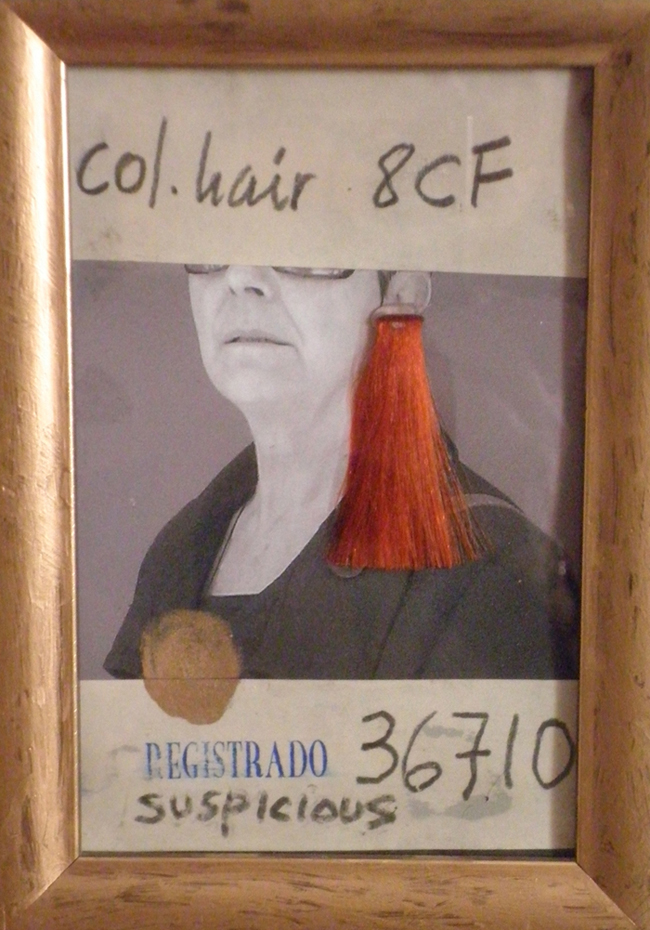 col. hair 8CF
REGISTRADO 36710
suspicious